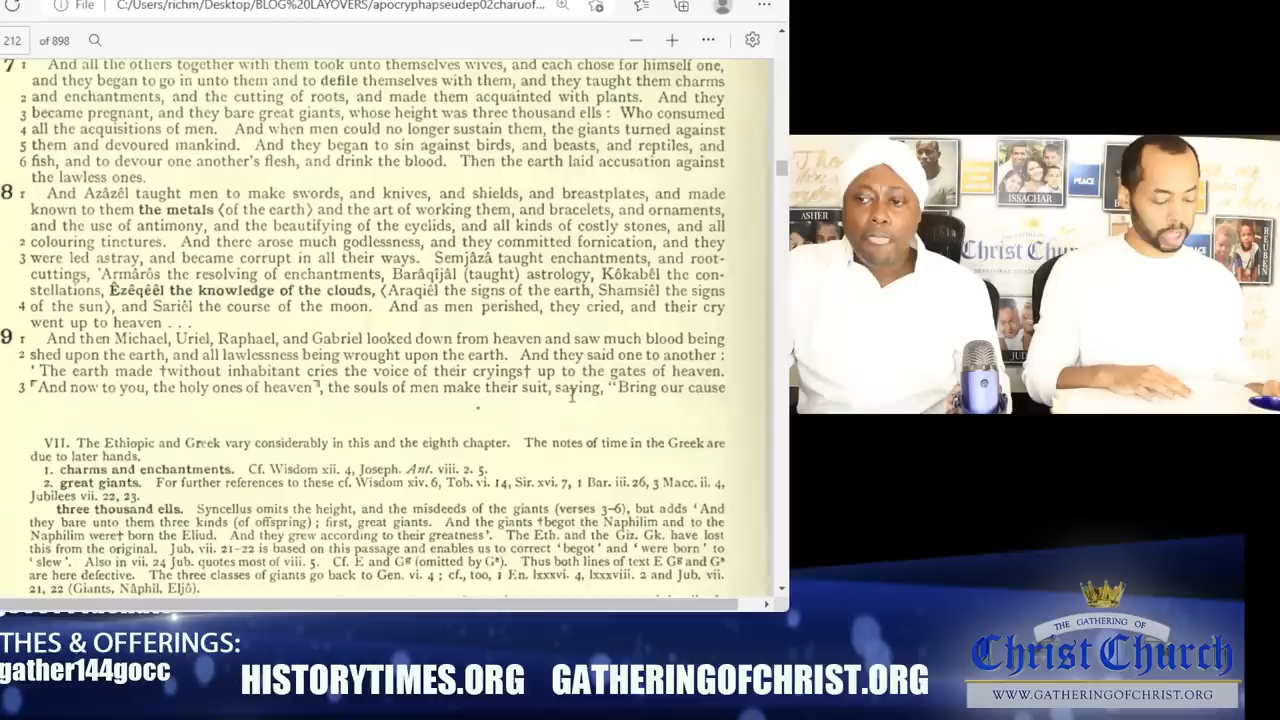 File
C:/Users/richm/Desktop/BLOG%20LAYOVERS/apocryphapseudep02charuof...
212 of 898
7 1 And all the others together with them took unto themselves wives, and each chose for himself one,
and they began to go in unto them and to defile themselves with them, and they taught them charms
2 and enchantments, and the cutting of roots, and made them acquainted with plants. And they
3 became pregnant, and they bare great giants, whose height was three thousand ells : Who consumed
4 all the acquisitions of men. And when men could no longer sustain them, the giants turned against
5 them and devoured mankind. And they began to sin against birds, and beasts, and reptiles, and
6 fish, and to devour one another's flesh, and drink the blood. Then the earth laid accusation against
the lawless ones.
8 1 And Azâzêl taught men to make swords, and knives, and shields, and breastplates, and made
known to them the metals ⟨of the earth⟩ and the art of working them, and bracelets, and ornaments,
and the use of antimony, and the beautifying of the eyelids, and all kinds of costly stones, and all
2 colouring tinctures. And there arose much godlessness, and they committed fornication, and they
3 were led astray, and became corrupt in all their ways. Semjâzâ taught enchantments, and root-
cuttings, 'Armârôs the resolving of enchantments, Barâqîjâl (taught) astrology, Kôkabêl the con-
stellations, Êzêqêêl the knowledge of the clouds, ⟨Araqiêl the signs of the earth, Shamsiêl the signs
4 of the sun⟩, and Sariêl the course of the moon. And as men perished, they cried, and their cry
went up to heaven . . .
9 1 And then Michael, Uriel, Raphael, and Gabriel looked down from heaven and saw much blood being
2 shed upon the earth, and all lawlessness being wrought upon the earth. And they said one to another :
' The earth made †without inhabitant cries the voice of their cryings† up to the gates of heaven.
3 ⌜And now to you, the holy ones of heaven⌝, the souls of men make their suit, saying, "Bring our cause
VII. The Ethiopic and Greek vary considerably in this and the eighth chapter. The notes of time in the Greek are
due to later hands.
1. charms and enchantments. Cf. Wisdom xii. 4, Joseph. Ant. viii. 2. 5.
2. great giants. For further references to these cf. Wisdom xiv. 6, Tob. vi. 14, Sir. xvi. 7, 1 Bar. iii. 26, 3 Macc. ii. 4,
Jubilees vii. 22, 23.
three thousand ells. Syncellus omits the height, and the misdeeds of the giants (verses 3-6), but adds 'And
they bare unto them three kinds (of offspring) ; first, great giants. And the giants †begot the Naphilim and to the
Naphilim were† born the Eliud. And they grew according to their greatness'. The Eth. and the Giz. Gk. have lost
this from the original. Jub. vii. 21-22 is based on this passage and enables us to correct 'begot' and 'were born' to
'slew'. Also in vii. 24 Jub. quotes most of viii. 5. Cf. E and Gᵍ (omitted by Gˢ). Thus both lines of text E Gᵍ and Gˢ
are here defective. The three classes of giants go back to Gen. vi. 4 ; cf., too, 1 En. lxxxvi. 4, lxxxviii. 2 and Jub. vii.
21, 22 (Giants, Nâphil, Eljô).
ASHER
ISSACHAR
PEACE
REUBEN
Christ Church
JUD
THES & OFFERINGS:
gather144gocc
HISTORYTIMES.ORG GATHERINGOFCHRIST.ORG
THE GATHERING OF
Christ Church
WWW.GATHERINGOFCHRIST.ORG